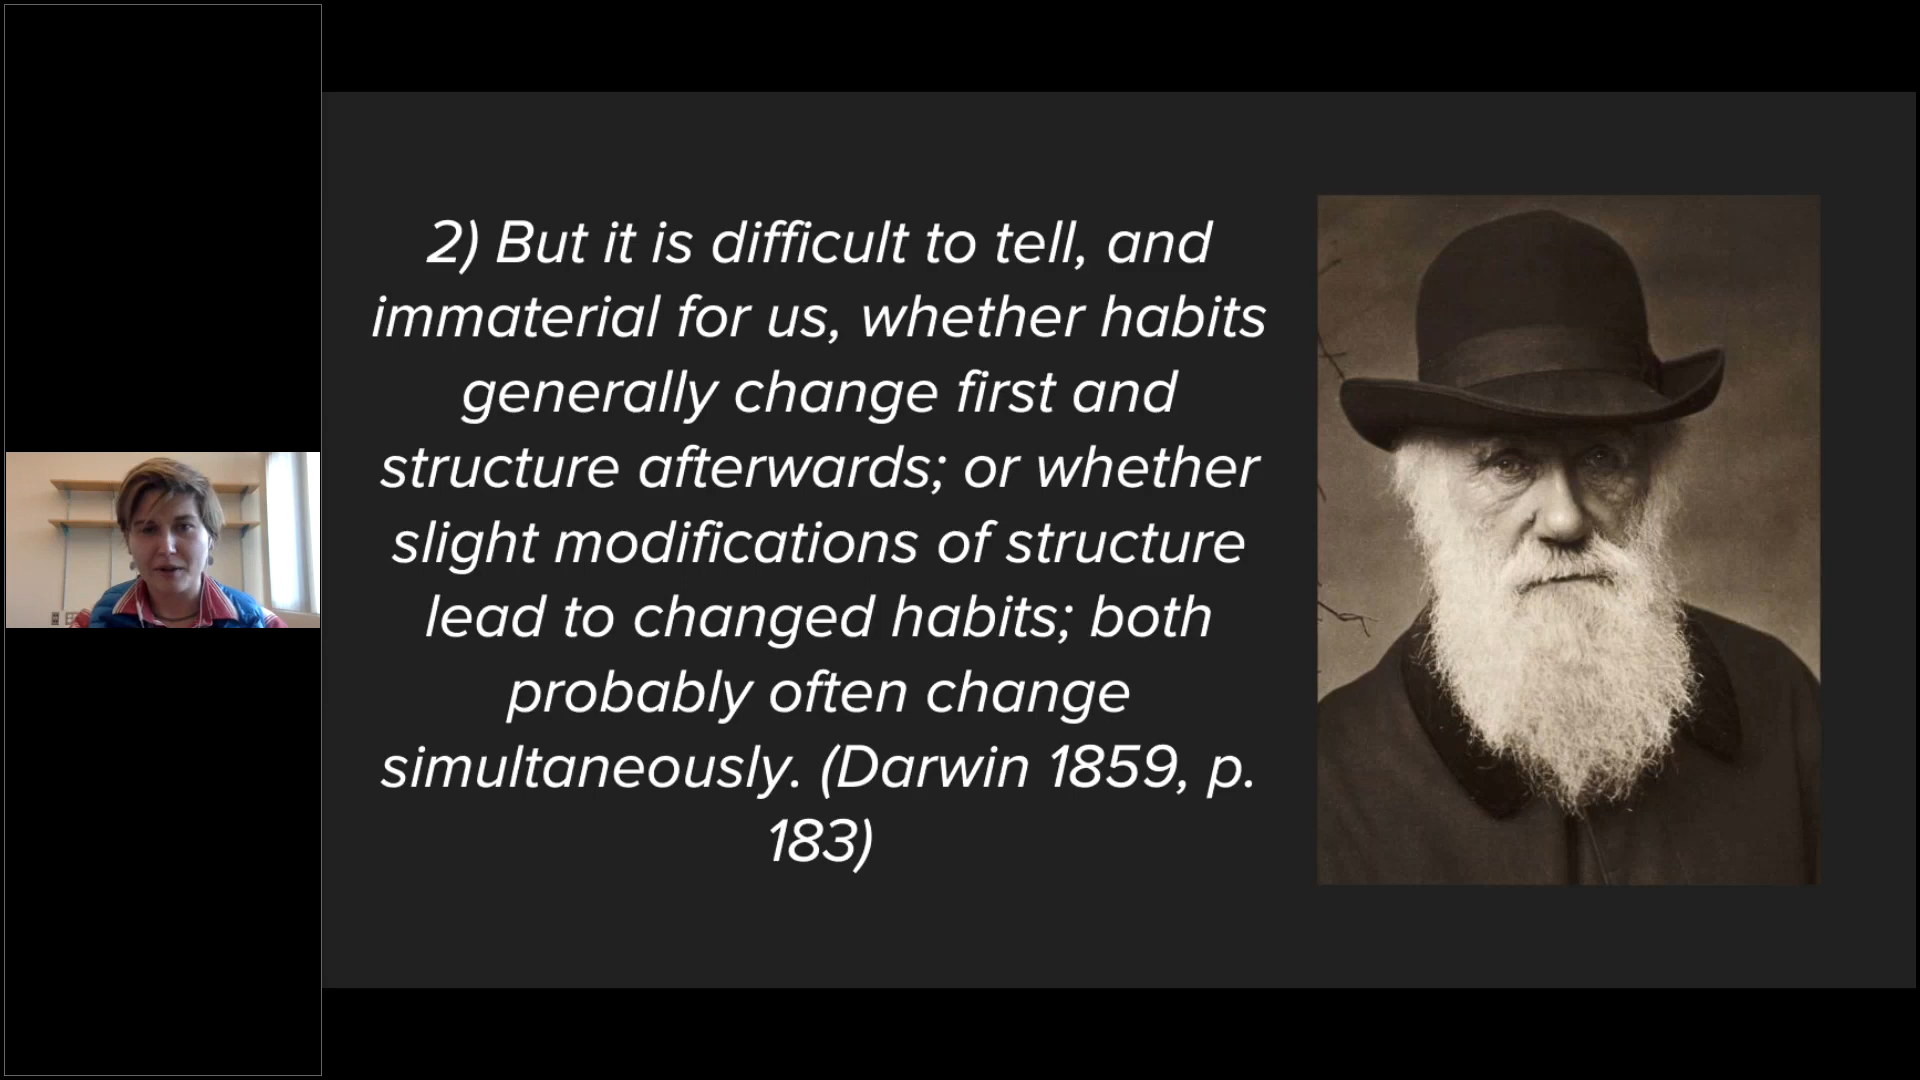 2) But it is difficult to tell, and
immaterial for us, whether habits
generally change first and
structure afterwards; or whether
slight modifications of structure
lead to changed habits; both
probably often change
simultaneously. (Darwin 1859, p.
183)